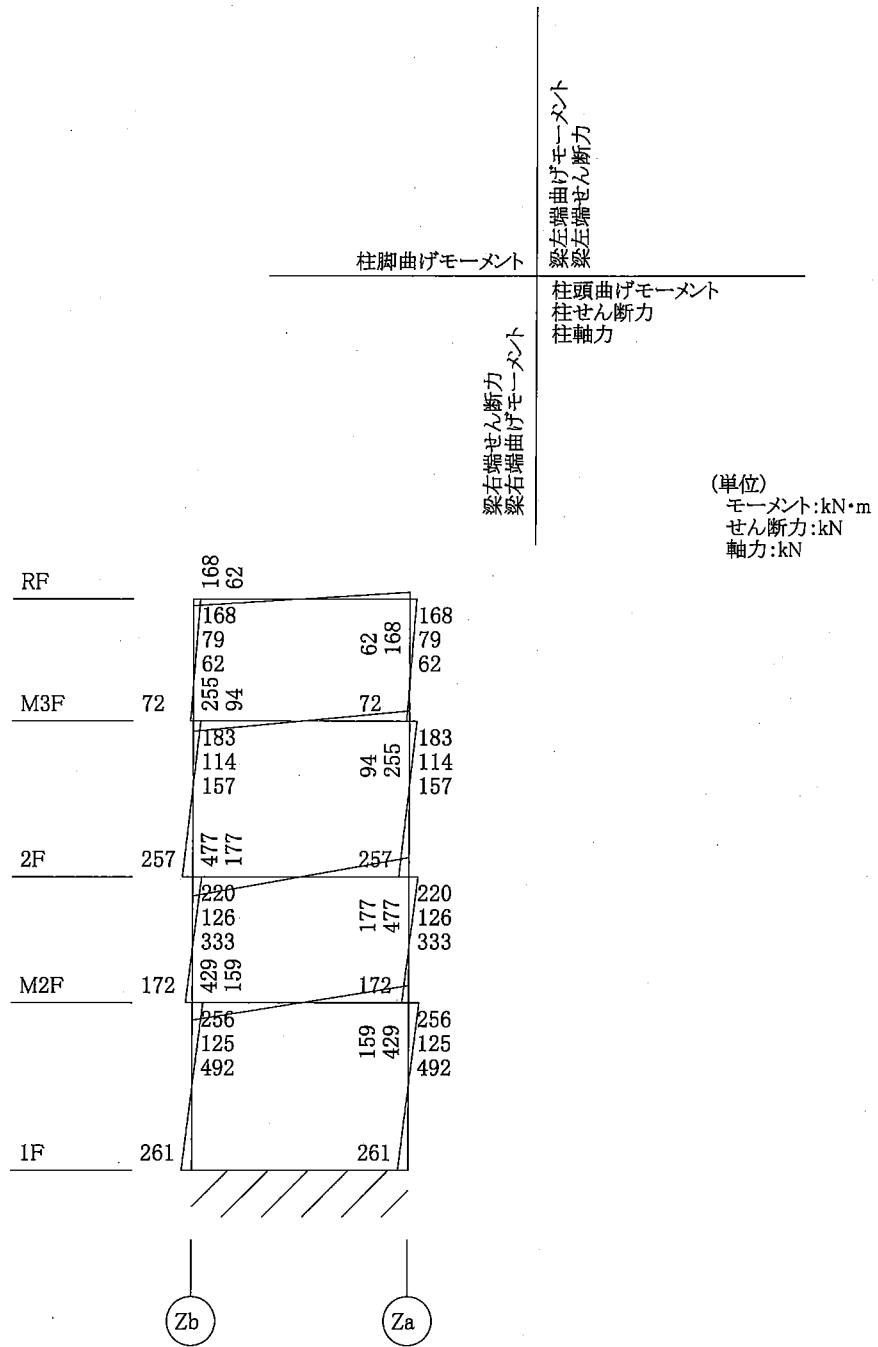 梁左端曲げモーメント
梁左端せん断力
柱脚曲げモーメント
柱頭曲げモーメント
柱せん断力
柱軸力
梁右端せん断力
梁右端曲げモーメント
(単位)
モーメント:kN・m
せん断力:kN
軸力:kN
RF
168
62
168
79
62
62
168
168
79
62
M3F
72
255
94
72
183
114
157
94
255
183
114
157
2F
257
477
177
257
220
126
333
177
477
220
126
333
M2F
172
429
159
172
256
125
492
159
429
256
125
492
1F
261
261
Zb
Za